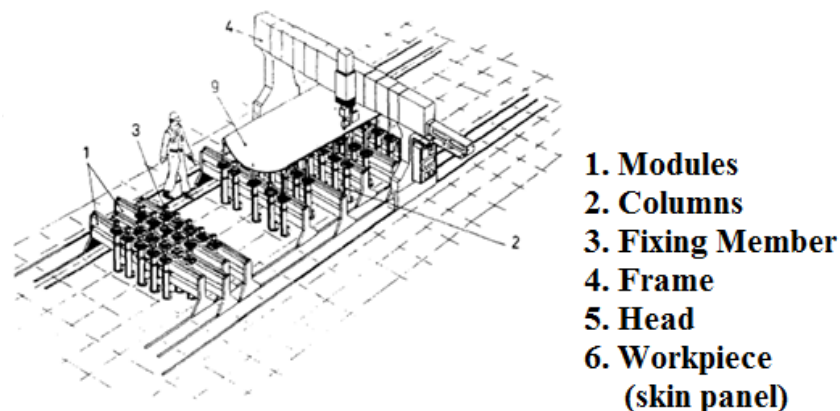 4
9
3
1
2
1. Modules
2. Columns
3. Fixing Member
4. Frame
5. Head
6. Workpiece
(skin panel)